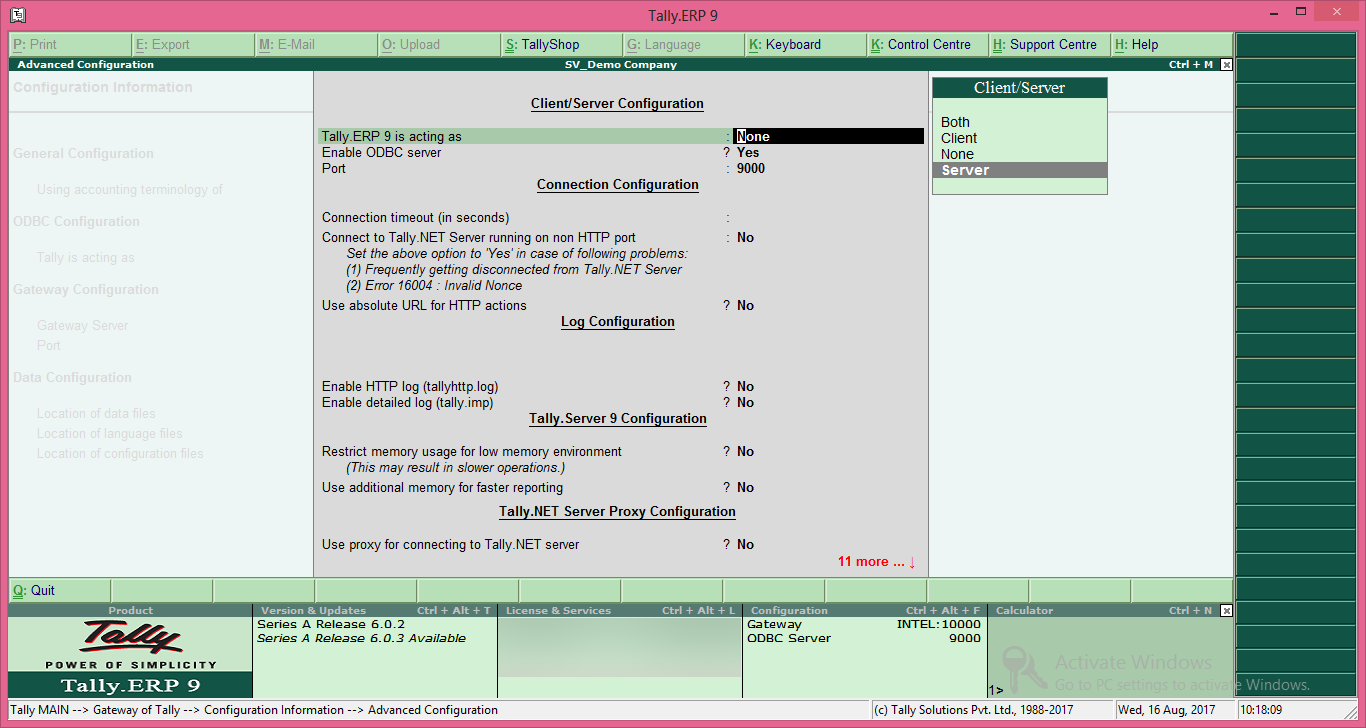 Tally.ERP 9
P: Print E: Export M: E-Mail O: Upload S: TallyShop G: Language K: Keyboard K: Control Centre H: Support Centre H: Help
Advanced Configuration SV_Demo Company Ctrl + M
Configuration Information
General Configuration
Using accounting terminology of
ODBC Configuration
Tally is acting as
Gateway Configuration
Gateway Server
Port
Data Configuration
Location of data files
Location of language files
Location of configuration files
Client/Server Configuration
Tally.ERP 9 is acting as : None
Enable ODBC server ? Yes
Port : 9000
Connection Configuration
Connection timeout (in seconds) :
Connect to Tally.NET Server running on non HTTP port : No
Set the above option to 'Yes' in case of following problems:
(1) Frequently getting disconnected from Tally.NET Server
(2) Error 16004 : Invalid Nonce
Use absolute URL for HTTP actions ? No
Log Configuration
Enable HTTP log (tallyhttp.log) ? No
Enable detailed log (tally.imp) ? No
Tally.Server 9 Configuration
Restrict memory usage for low memory environment ? No
(This may result in slower operations.)
Use additional memory for faster reporting ? No
Tally.NET Server Proxy Configuration
Use proxy for connecting to Tally.NET server ? No
11 more ... ↓
Client/Server
Both
Client
None
Server
Q: Quit
Product
Tally
POWER OF SIMPLICITY
Tally.ERP 9
Version & Updates Ctrl + Alt + T
Series A Release 6.0.2
Series A Release 6.0.3 Available
License & Services Ctrl + Alt + L
Configuration Ctrl + Alt + F
Gateway INTEL:10000
ODBC Server 9000
Calculator Ctrl + N
1>
Activate Windows
Go to PC settings to activate Windows.
Tally MAIN --> Gateway of Tally --> Configuration Information --> Advanced Configuration (c) Tally Solutions Pvt. Ltd., 1988-2017 Wed, 16 Aug, 2017 10:18:09